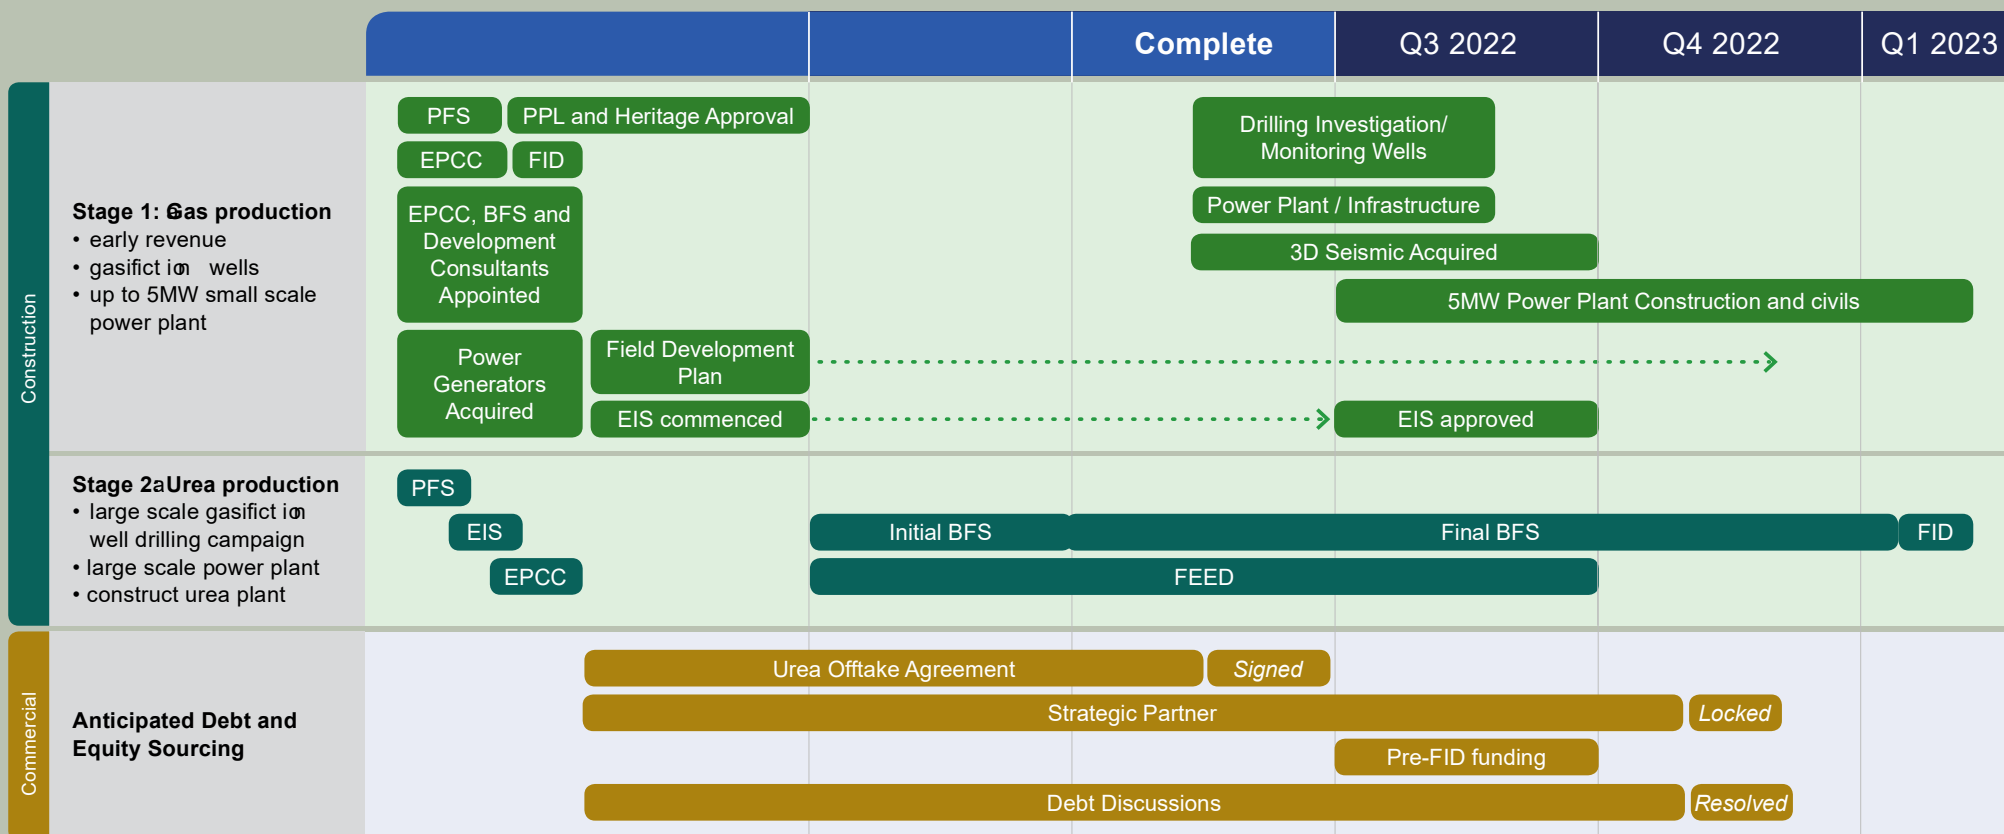 Complete
Q3 2022
Q4 2022
Q1 2023
Construction
Stage 1: Gas production
• early revenue
• gasifict ion wells
• up to 5MW small scale
power plant
PFS
PPL and Heritage Approval
EPCC
FID
EPCC, BFS and
Development
Consultants
Appointed
Power
Generators
Acquired
Field Development
Plan
EIS commenced
Drilling Investigation/
Monitoring Wells
Power Plant / Infrastructure
3D Seismic Acquired
5MW Power Plant Construction and civils
EIS approved
Stage 2a Urea production
• large scale gasifict ion
well drilling campaign
• large scale power plant
• construct urea plant
PFS
EIS
EPCC
Initial BFS
Final BFS
FID
FEED
Commercial
Anticipated Debt and
Equity Sourcing
Urea Offtake Agreement
Signed
Strategic Partner
Locked
Pre-FID funding
Debt Discussions
Resolved